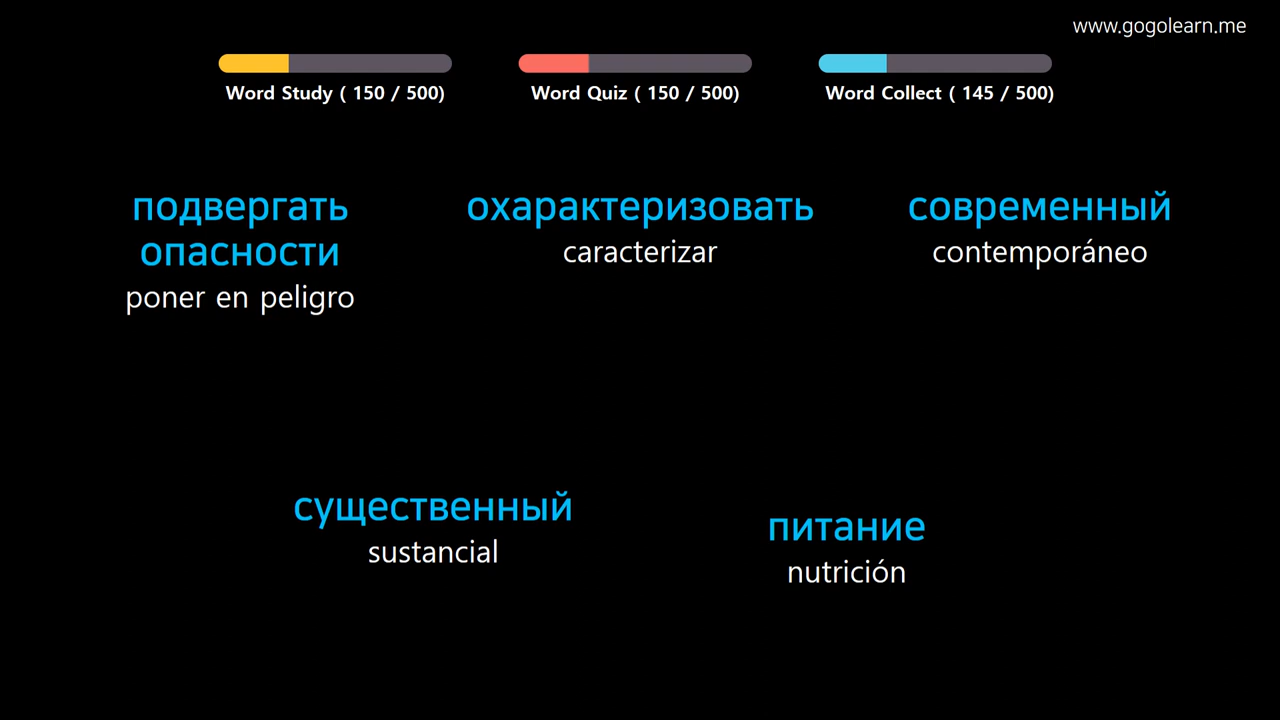 www.gogolearn.me
Word Study ( 150 / 500)
Word Quiz ( 150 / 500)
Word Collect ( 145 / 500)
подвергать
опасности
poner en peligro
охарактеризовать
caracterizar
современный
contemporáneo
существенный
sustancial
питание
nutrición